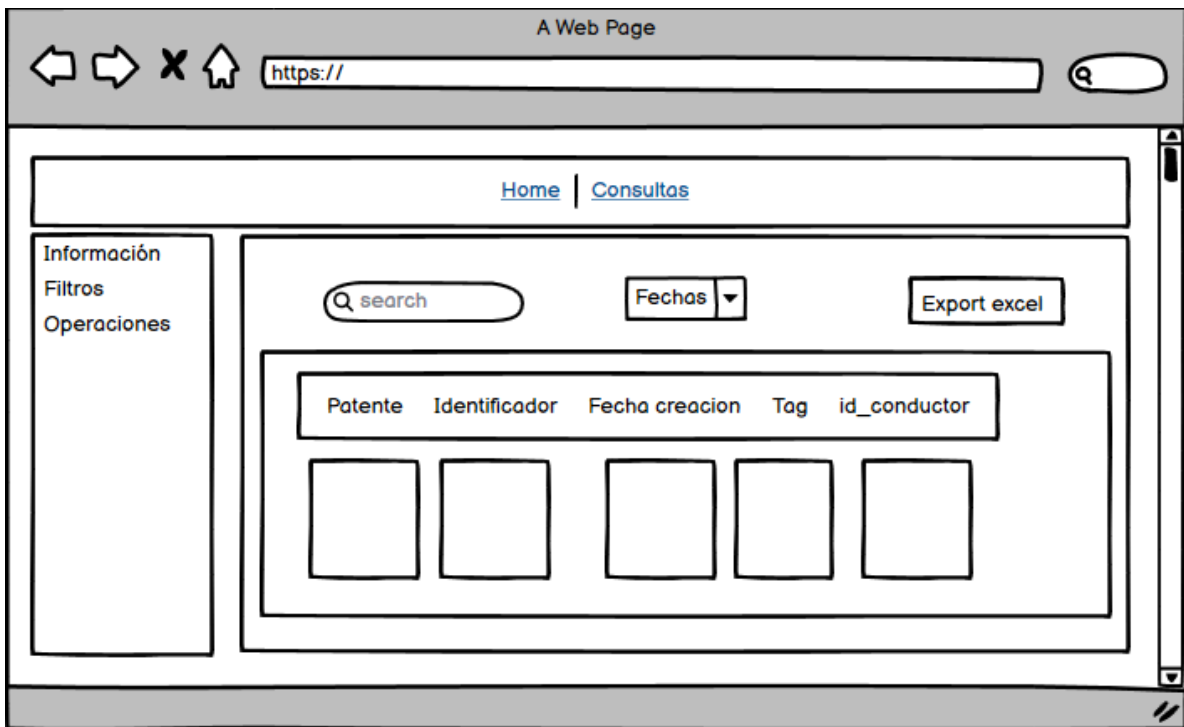 A Web Page
https://
Home | Consultas
Información
Filtros
Operaciones
search
Fechas
Export excel
Patente Identificador Fecha creacion Tag id_conductor